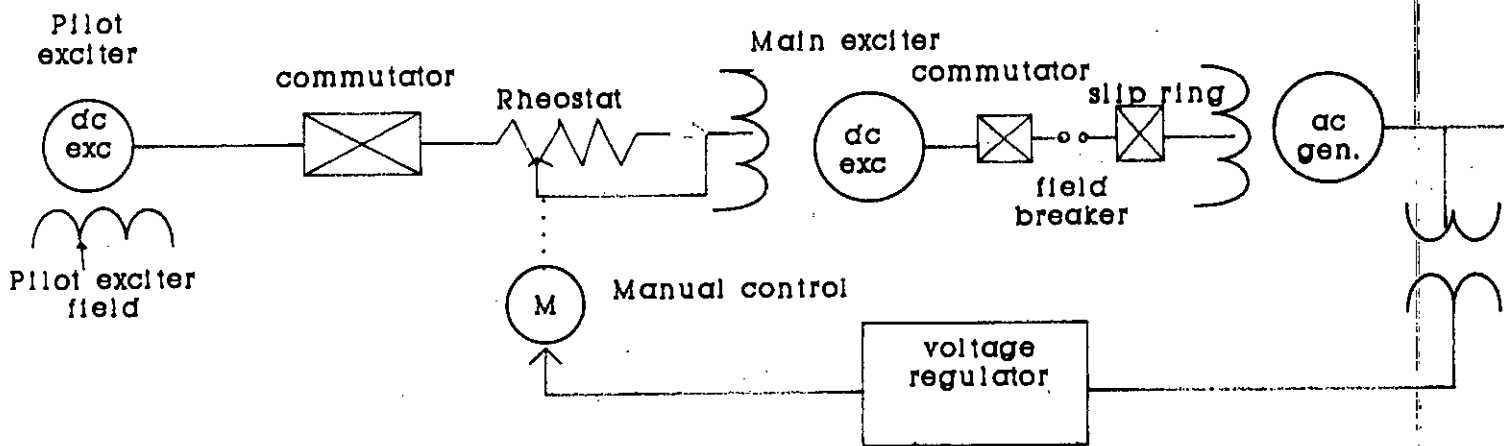 Pilot
exciter
commutator
Rheostat
Main exciter
commutator
slip ring
dc
exc
dc
exc
ac
gen.
field
breaker
Pilot exciter
field
M
Manual control
voltage
regulator